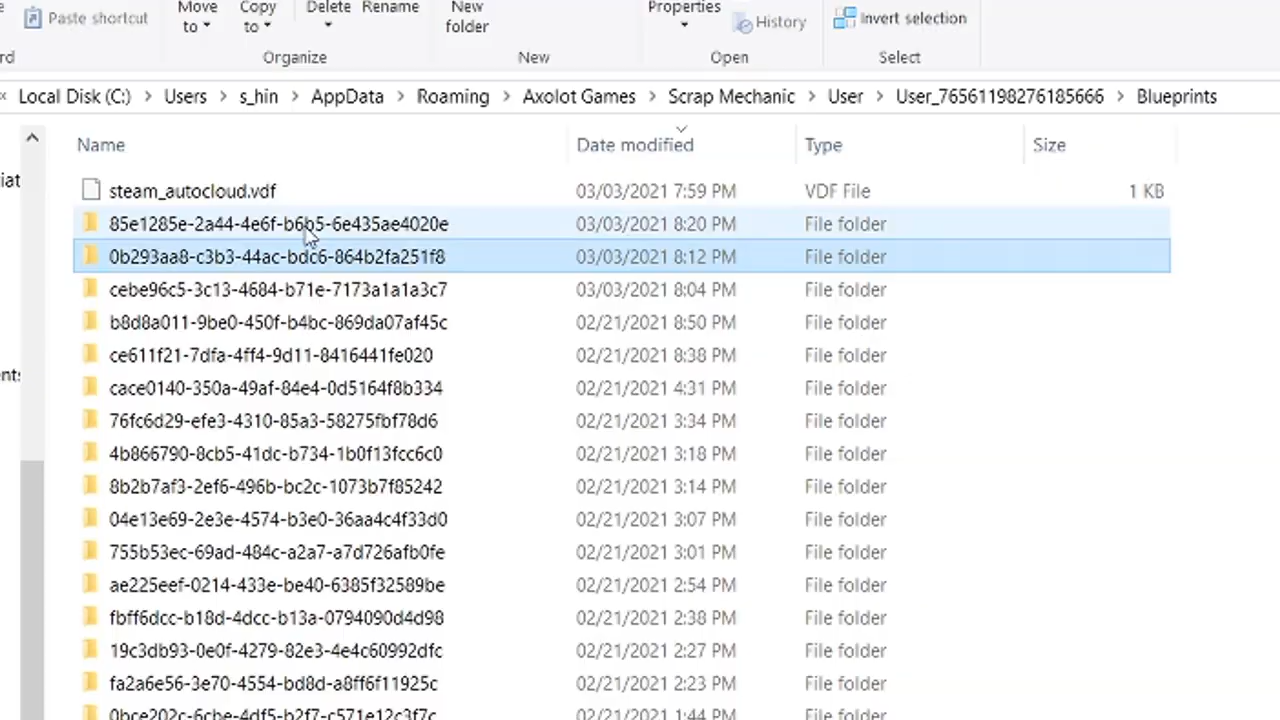 Paste shortcut
Move to
Copy to
Delete
Rename
New folder
Properties
History
Invert selection
rd
Organize
New
Open
Select
Local Disk (C:) > Users > s_hin > AppData > Roaming > Axolot Games > Scrap Mechanic > User > User_76561198276185666 > Blueprints
Name Date modified Type Size
steam_autocloud.vdf 03/03/2021 7:59 PM VDF File 1 KB
85e1285e-2a44-4e6f-b6b5-6e435ae4020e 03/03/2021 8:20 PM File folder
0b293aa8-c3b3-44ac-bdc6-864b2fa251f8 03/03/2021 8:12 PM File folder
cebe96c5-3c13-4684-b71e-7173a1a1a3c7 03/03/2021 8:04 PM File folder
b8d8a011-9be0-450f-b4bc-869da07af45c 02/21/2021 8:50 PM File folder
ce611f21-7dfa-4ff4-9d11-8416441fe020 02/21/2021 8:38 PM File folder
cace0140-350a-49af-84e4-0d5164f8b334 02/21/2021 4:31 PM File folder
76fc6d29-efe3-4310-85a3-58275fbf78d6 02/21/2021 3:34 PM File folder
4b866790-8cb5-41dc-b734-1b0f13fcc6c0 02/21/2021 3:18 PM File folder
8b2b7af3-2ef6-496b-bc2c-1073b7f85242 02/21/2021 3:14 PM File folder
04e13e69-2e3e-4574-b3e0-36aa4c4f33d0 02/21/2021 3:07 PM File folder
755b53ec-69ad-484c-a2a7-a7d726afb0fe 02/21/2021 3:01 PM File folder
ae225eef-0214-433e-be40-6385f32589be 02/21/2021 2:54 PM File folder
fbff6dcc-b18d-4dcc-b13a-0794090d4d98 02/21/2021 2:38 PM File folder
19c3db93-0e0f-4279-82e3-4e4c60992dfc 02/21/2021 2:27 PM File folder
fa2a6e56-3e70-4554-bd8d-a8ff6f11925c 02/21/2021 2:23 PM File folder
0bce202c-6cbe-4df5-b2f7-c571e12c3f7c 02/21/2021 1:44 PM File folder